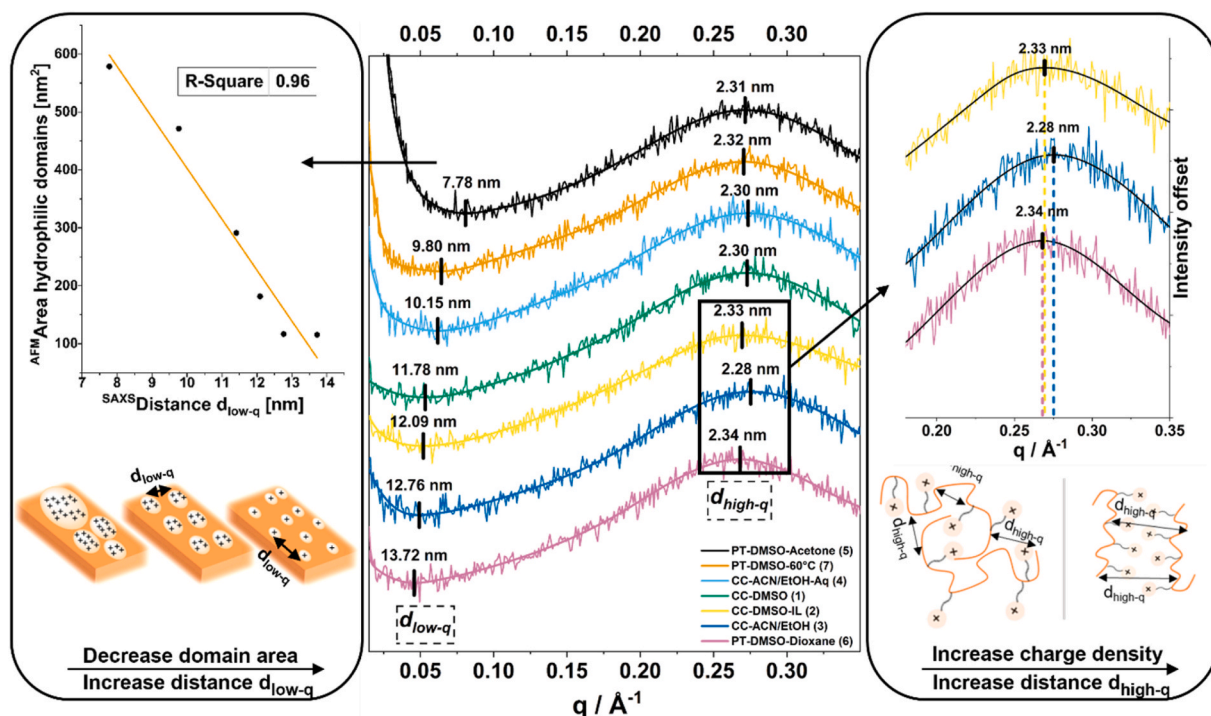 600
500
400
300
200
100
7 8 9 10 11 12 13 14
AFM Area hydrophilic domains [nm2]
R-Square 0.96
SAXS Distance dlow-q [nm]
dlow-q
dlow-q
Decrease domain area
Increase distance dlow-q
0.05 0.10 0.15 0.20 0.25 0.30
2.31 nm
7.78 nm
2.32 nm
9.80 nm
2.30 nm
10.15 nm
2.30 nm
11.78 nm
2.33 nm
12.09 nm
2.28 nm
12.76 nm
2.34 nm
13.72 nm
dhigh-q
dlow-q
PT-DMSO-Acetone (5)
PT-DMSO-60°C (7)
CC-ACN/EtOH-Aq (4)
CC-DMSO (1)
CC-DMSO-IL (2)
CC-ACN/EtOH (3)
PT-DMSO-Dioxane (6)
0.05 0.10 0.15 0.20 0.25 0.30
q / Å-1
2.33 nm
2.28 nm
2.34 nm
Intensity offset
0.20 0.25 0.30 0.35
q / Å-1
high-q
dhigh-q
dhigh-q
dhigh-q
dhigh-q
Increase charge density
Increase distance dhigh-q